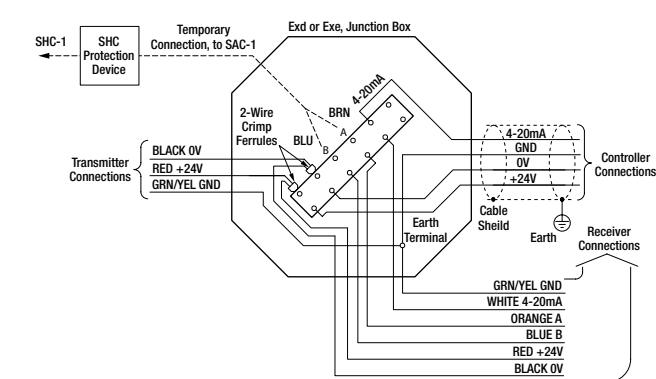 Exd or Exe, Junction Box
SHC-1
SHC
Protection
Device
Temporary
Connection, to SAC-1
2-Wire
Crimp
Ferrules
BLU
BRN
A
B
4-20mA
Transmitter
Connections
BLACK 0V
RED +24V
GRN/YEL GND
4-20mA
GND
0V
+24V
Controller
Connections
Cable
Sheild
Earth
Earth
Terminal
Receiver
Connections
GRN/YEL GND
WHITE 4-20mA
ORANGE A
BLUE B
RED +24V
BLACK 0V